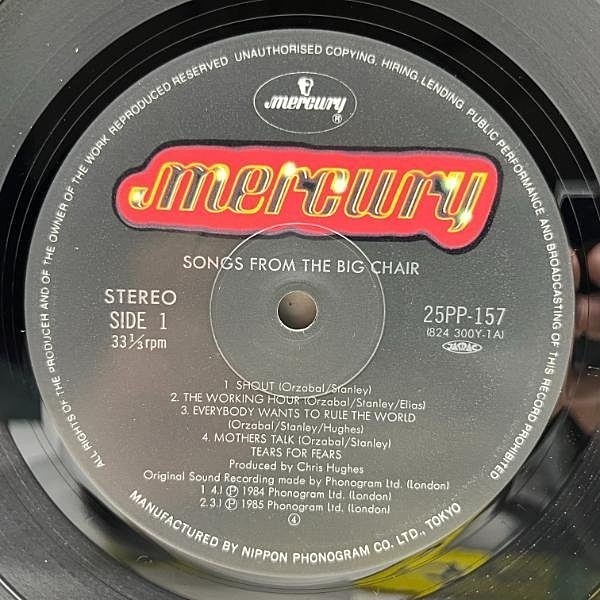 ALL RIGHTS OF THE PRODUCER AND OF THE OWNER OF THE WORK REPRODUCED RESERVED UNAUTHORISED COPYING, HIRING, LENDING, PUBLIC PERFORMANCE AND BROADCASTING OF THIS RECORD PROHIBITED
mercury
®
mercury
SONGS FROM THE BIG CHAIR
STEREO
SIDE 1
33⅓rpm
25PP-157
(824 300Y-1A)
JASRAC
1 SHOUT (Orzabal/Stanley)
2. THE WORKING HOUR (Orzabal/Stanley/Elias)
3. EVERYBODY WANTS TO RULE THE WORLD
(Orzabal/Stanley/Hughes)
4. MOTHERS TALK (Orzabal/Stanley)
TEARS FOR FEARS
Produced by Chris Hughes
Original Sound Recording made by Phonogram Ltd. (London)
1 4.) Ⓟ 1984 Phonogram Ltd. (London)
2.3.) Ⓟ 1985 Phonogram Ltd. (London)
④
MANUFACTURED BY NIPPON PHONOGRAM CO. LTD., TOKYO